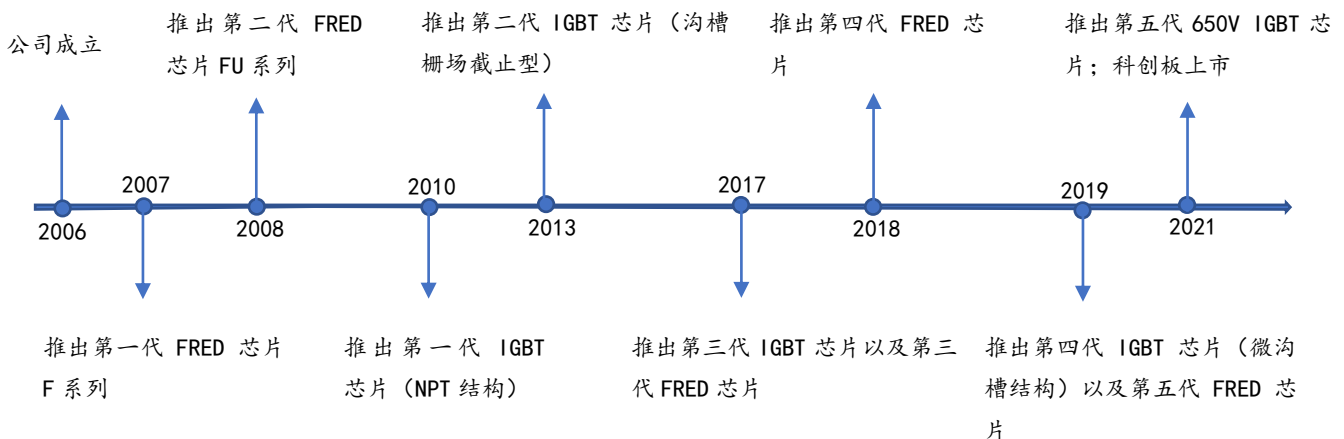 公司成立
推出第二代 FRED
芯片 FU 系列
推出第二代 IGBT 芯片（沟槽
栅场截止型）
推出第四代 FRED 芯
片
推出第五代 650V IGBT 芯
片；科创板上市
2007
2010
2017
2019
2006
2008
2013
2018
2021
推出第一代 FRED 芯片
F 系列
推出第一代 IGBT
芯片（NPT 结构）
推出第三代 IGBT 芯片以及第三
代 FRED 芯片
推出第四代 IGBT 芯片（微沟
槽结构）以及第五代 FRED 芯
片